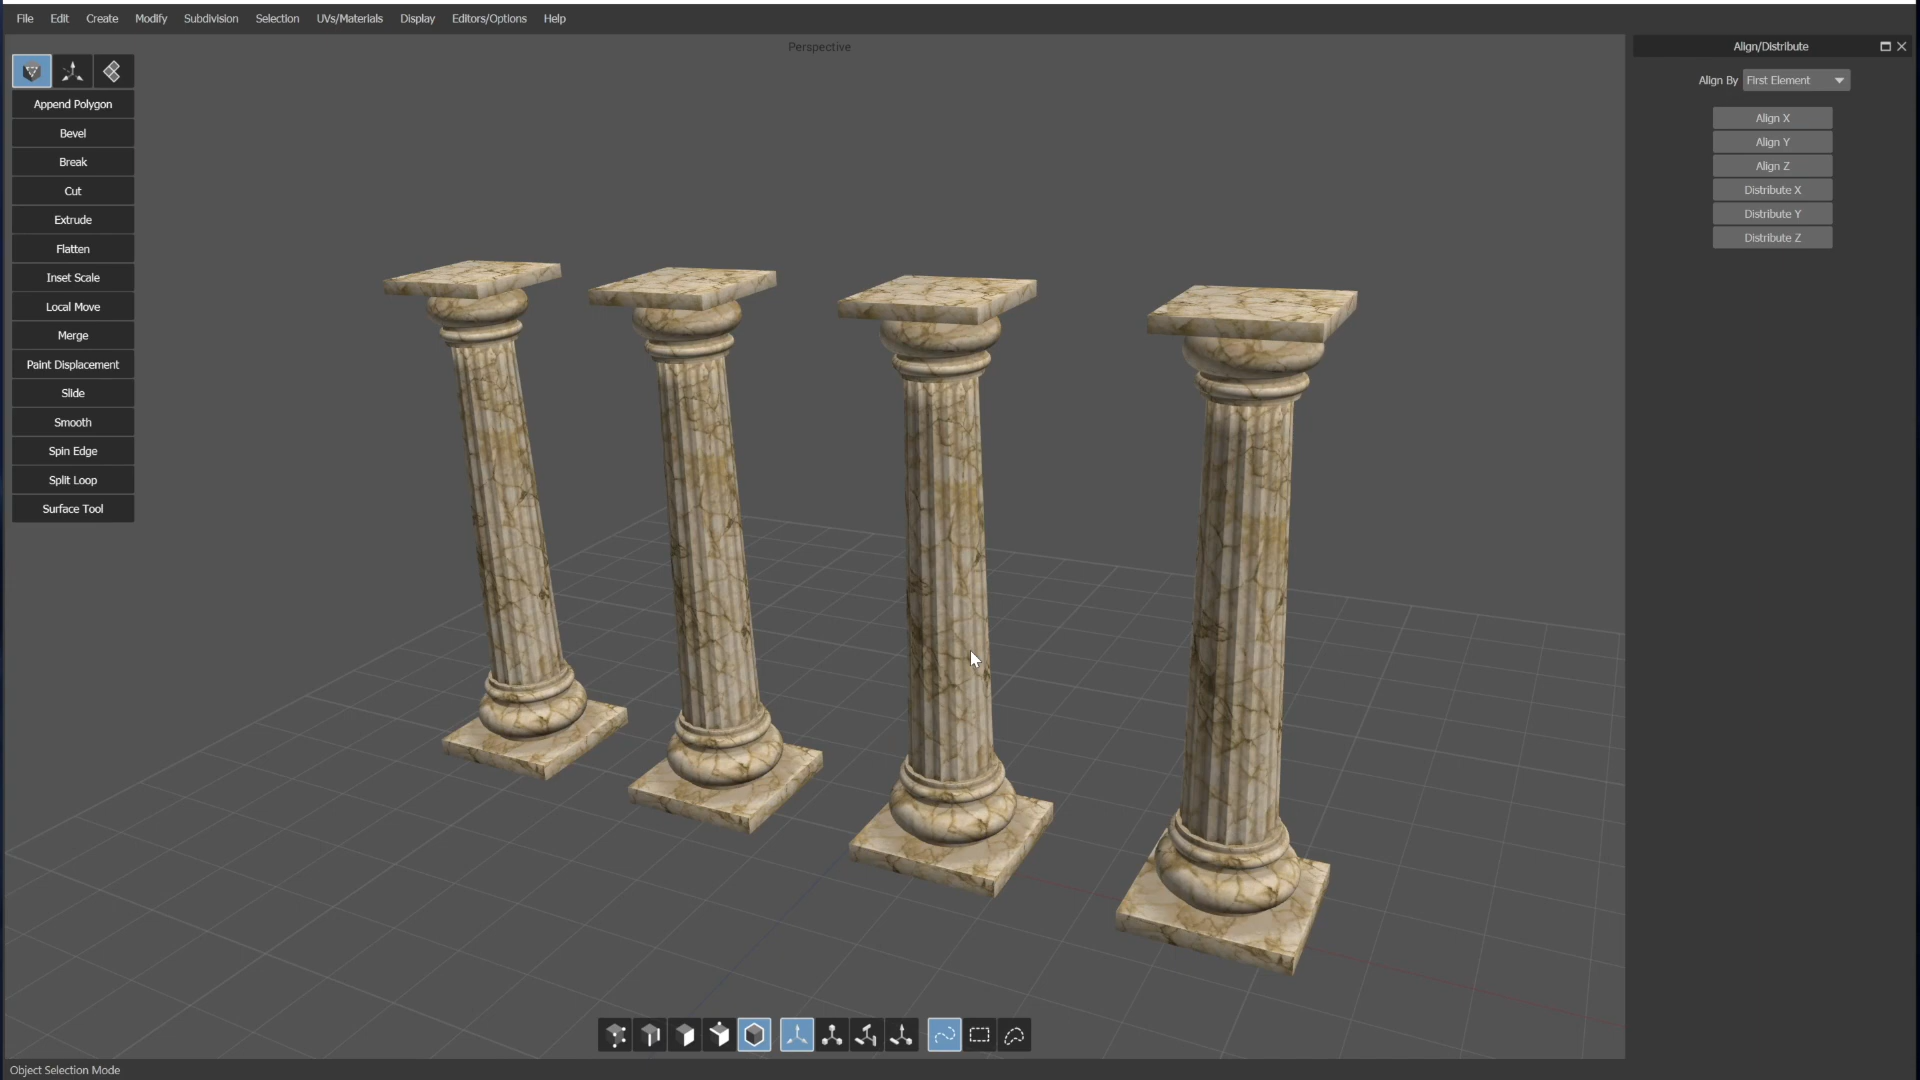 File Edit Create Modify Subdivision Selection UVs/Materials Display Editors/Options Help
Perspective
Align/Distribute
Align By First Element
Align X
Align Y
Align Z
Distribute X
Distribute Y
Distribute Z
Append Polygon
Bevel
Break
Cut
Extrude
Flatten
Inset Scale
Local Move
Merge
Paint Displacement
Slide
Smooth
Spin Edge
Split Loop
Surface Tool
Object Selection Mode